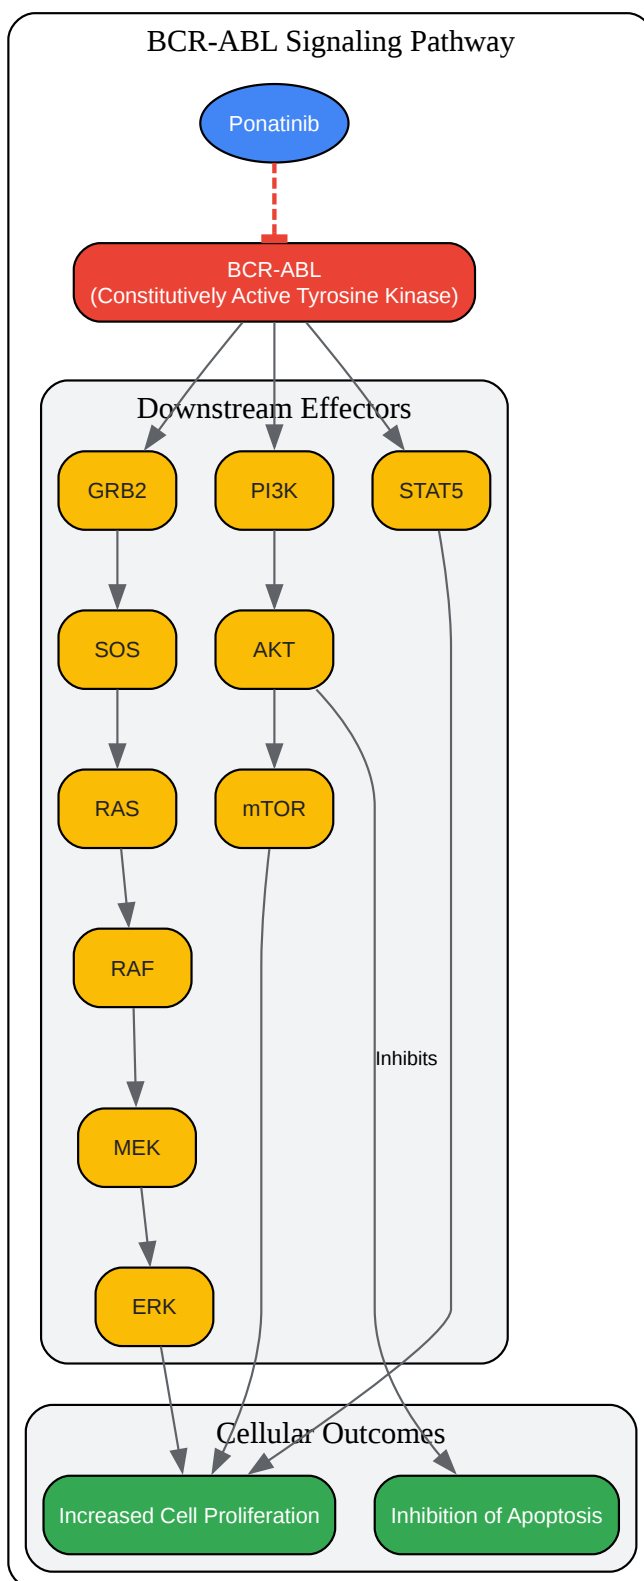 BCR-ABL Signaling Pathway
Ponatinib
BCR-ABL
(Constitutively Active Tyrosine Kinase)
Downstream Effectors
GRB2
PI3K
STAT5
SOS
AKT
RAS
mTOR
RAF
Inhibits
MEK
ERK
Cellular Outcomes
Increased Cell Proliferation
Inhibition of Apoptosis